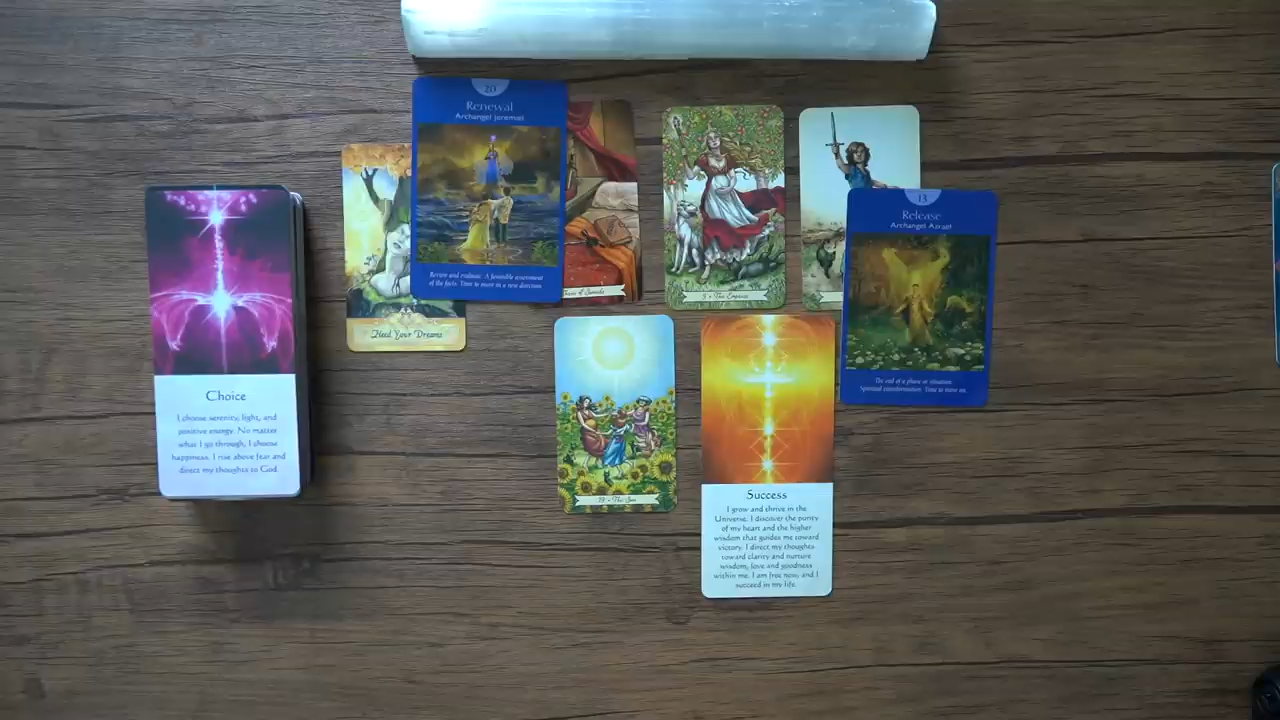 Choice
I choose serenity, light, and
positive energy. No matter
what I go through, I choose
happiness. I rise above fear and
direct my thoughts to God.
Heed Your Dreams
20
Renewal
Archangel Jeremiel
Review and evaluate: A favorable assessment
of the facts. Time to move in a new direction.
of Swords
The Empress
13
Release
Archangel Azrael
The end of a phase or situation.
Spiritual transformation. Time to move on.
The Sun
Success
I grow and thrive in the
Universe. I discover the purity
of my heart and the higher
wisdom that guides me toward
victory. I direct my thoughts
toward clarity and nurture
wisdom, love and goodness
within me. I am free now, and I
succeed in my life.